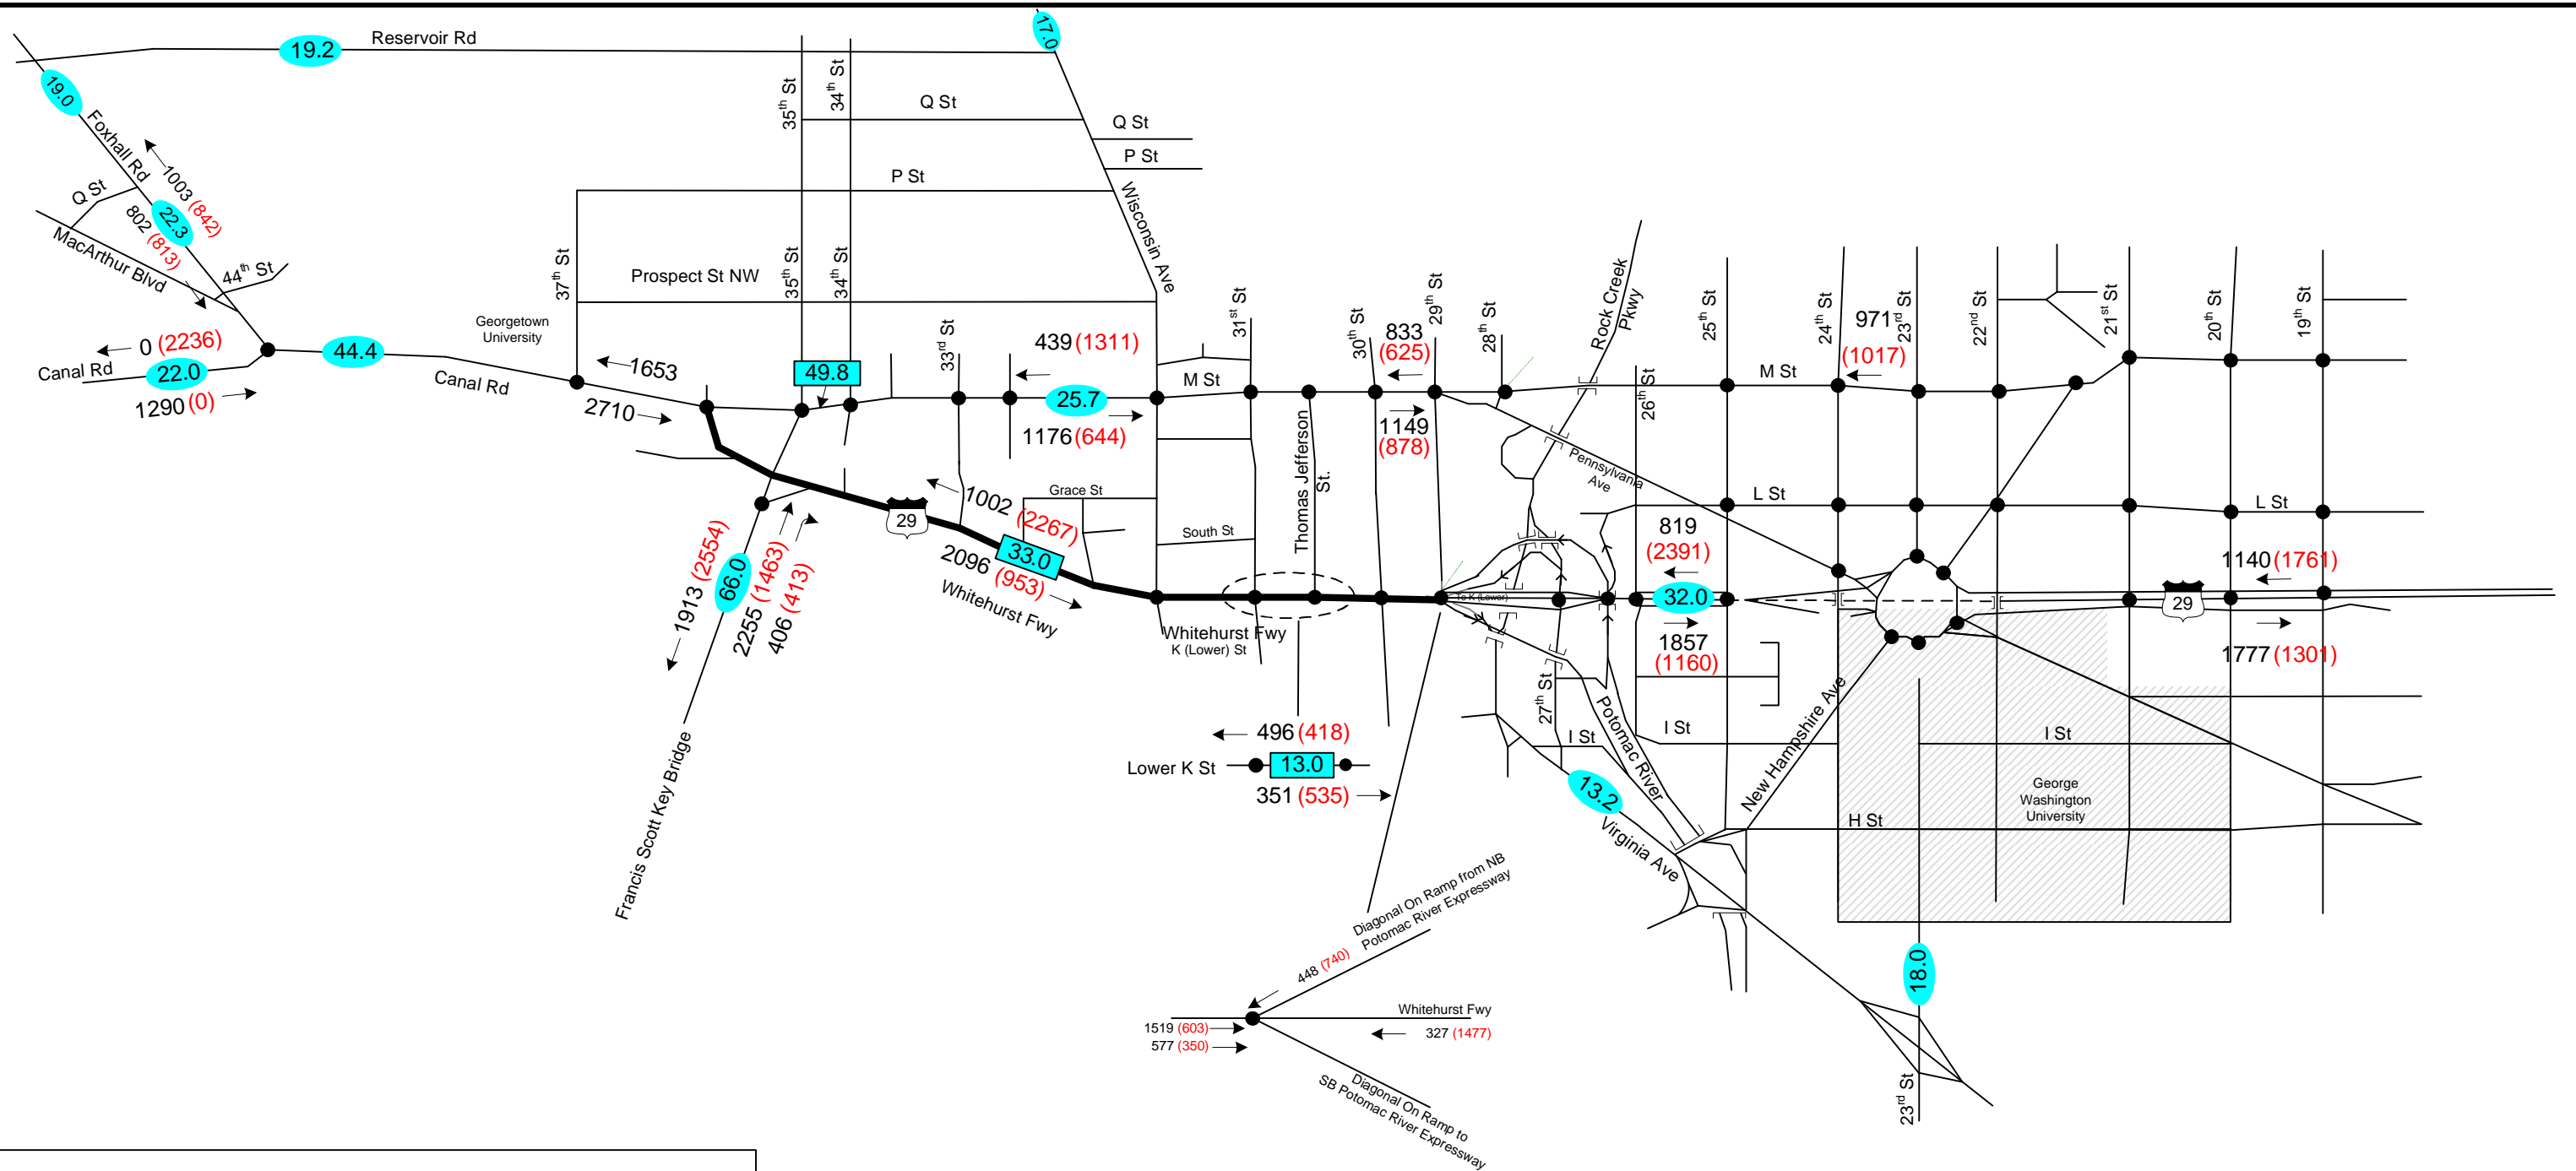 17.0
Reservoir Rd
19.2
19.0
Foxhall Rd
35th St
34th St
Q St
Q St
P St
P St
1003 (842)
22.3
802 (813)
Q St
MacArthur Blvd
44th St
Wisconsin Ave
37th St
Prospect St NW
35th St
34th St
Georgetown
University
0 (2236)
Canal Rd
22.0
1290 (0)
44.4
Canal Rd
1653
2710
49.8
33rd St
439 (1311)
25.7
1176 (644)
M St
31st St
30th St
833
(625)
29th St
1149
(878)
28th St
Rock Creek
Pkwy
26th St
25th St
24th St
971
(1017)
23rd St
22nd St
21st St
20th St
19th St
M St
Thomas Jefferson
St.
Pennsylvania
Ave
L St
L St
Grace St
South St
29
1002 (2267)
33.0
2096 (953)
Whitehurst Fwy
1913 (2554)
66.0
2255 (1463)
406 (413)
Francis Scott Key Bridge
Whitehurst Fwy
K (Lower) St
To K (Lower)
819
(2391)
32.0
1857
(1160)
1140 (1761)
29
1777 (1301)
496 (418)
Lower K St
13.0
351 (535)
27th St
I St
Potomac River
I St
I St
New Hampshire Ave
13.2
Virginia Ave
H St
George
Washington
University
18.0
23rd St
Diagonal On Ramp from NB
Potomac River Expressway
448 (740)
Whitehurst Fwy
1519 (603)
577 (350)
327 (1477)
Diagonal On Ramp to
SB Potomac River Expressway